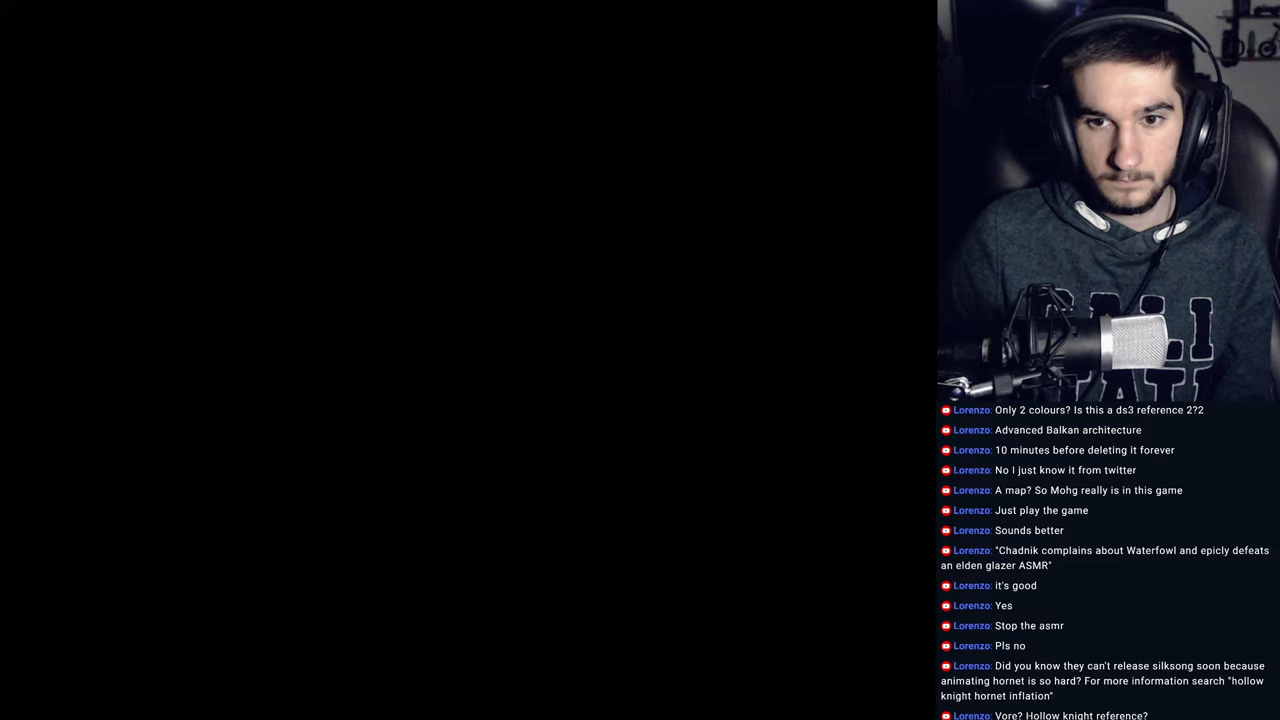 Lorenzo: Only 2 colours? Is this a ds3 reference 2?2
Lorenzo: Advanced Balkan architecture
Lorenzo: 10 minutes before deleting it forever
Lorenzo: No I just know it from twitter
Lorenzo: A map? So Mohg really is in this game
Lorenzo: Just play the game
Lorenzo: Sounds better
Lorenzo: "Chadnik complains about Waterfowl and epicly defeats
an elden glazer ASMR"
Lorenzo: it's good
Lorenzo: Yes
Lorenzo: Stop the asmr
Lorenzo: Pls no
Lorenzo: Did you know they can't release silksong soon because
animating hornet is so hard? For more information search "hollow
knight hornet inflation"
Lorenzo: Vore? Hollow knight reference?